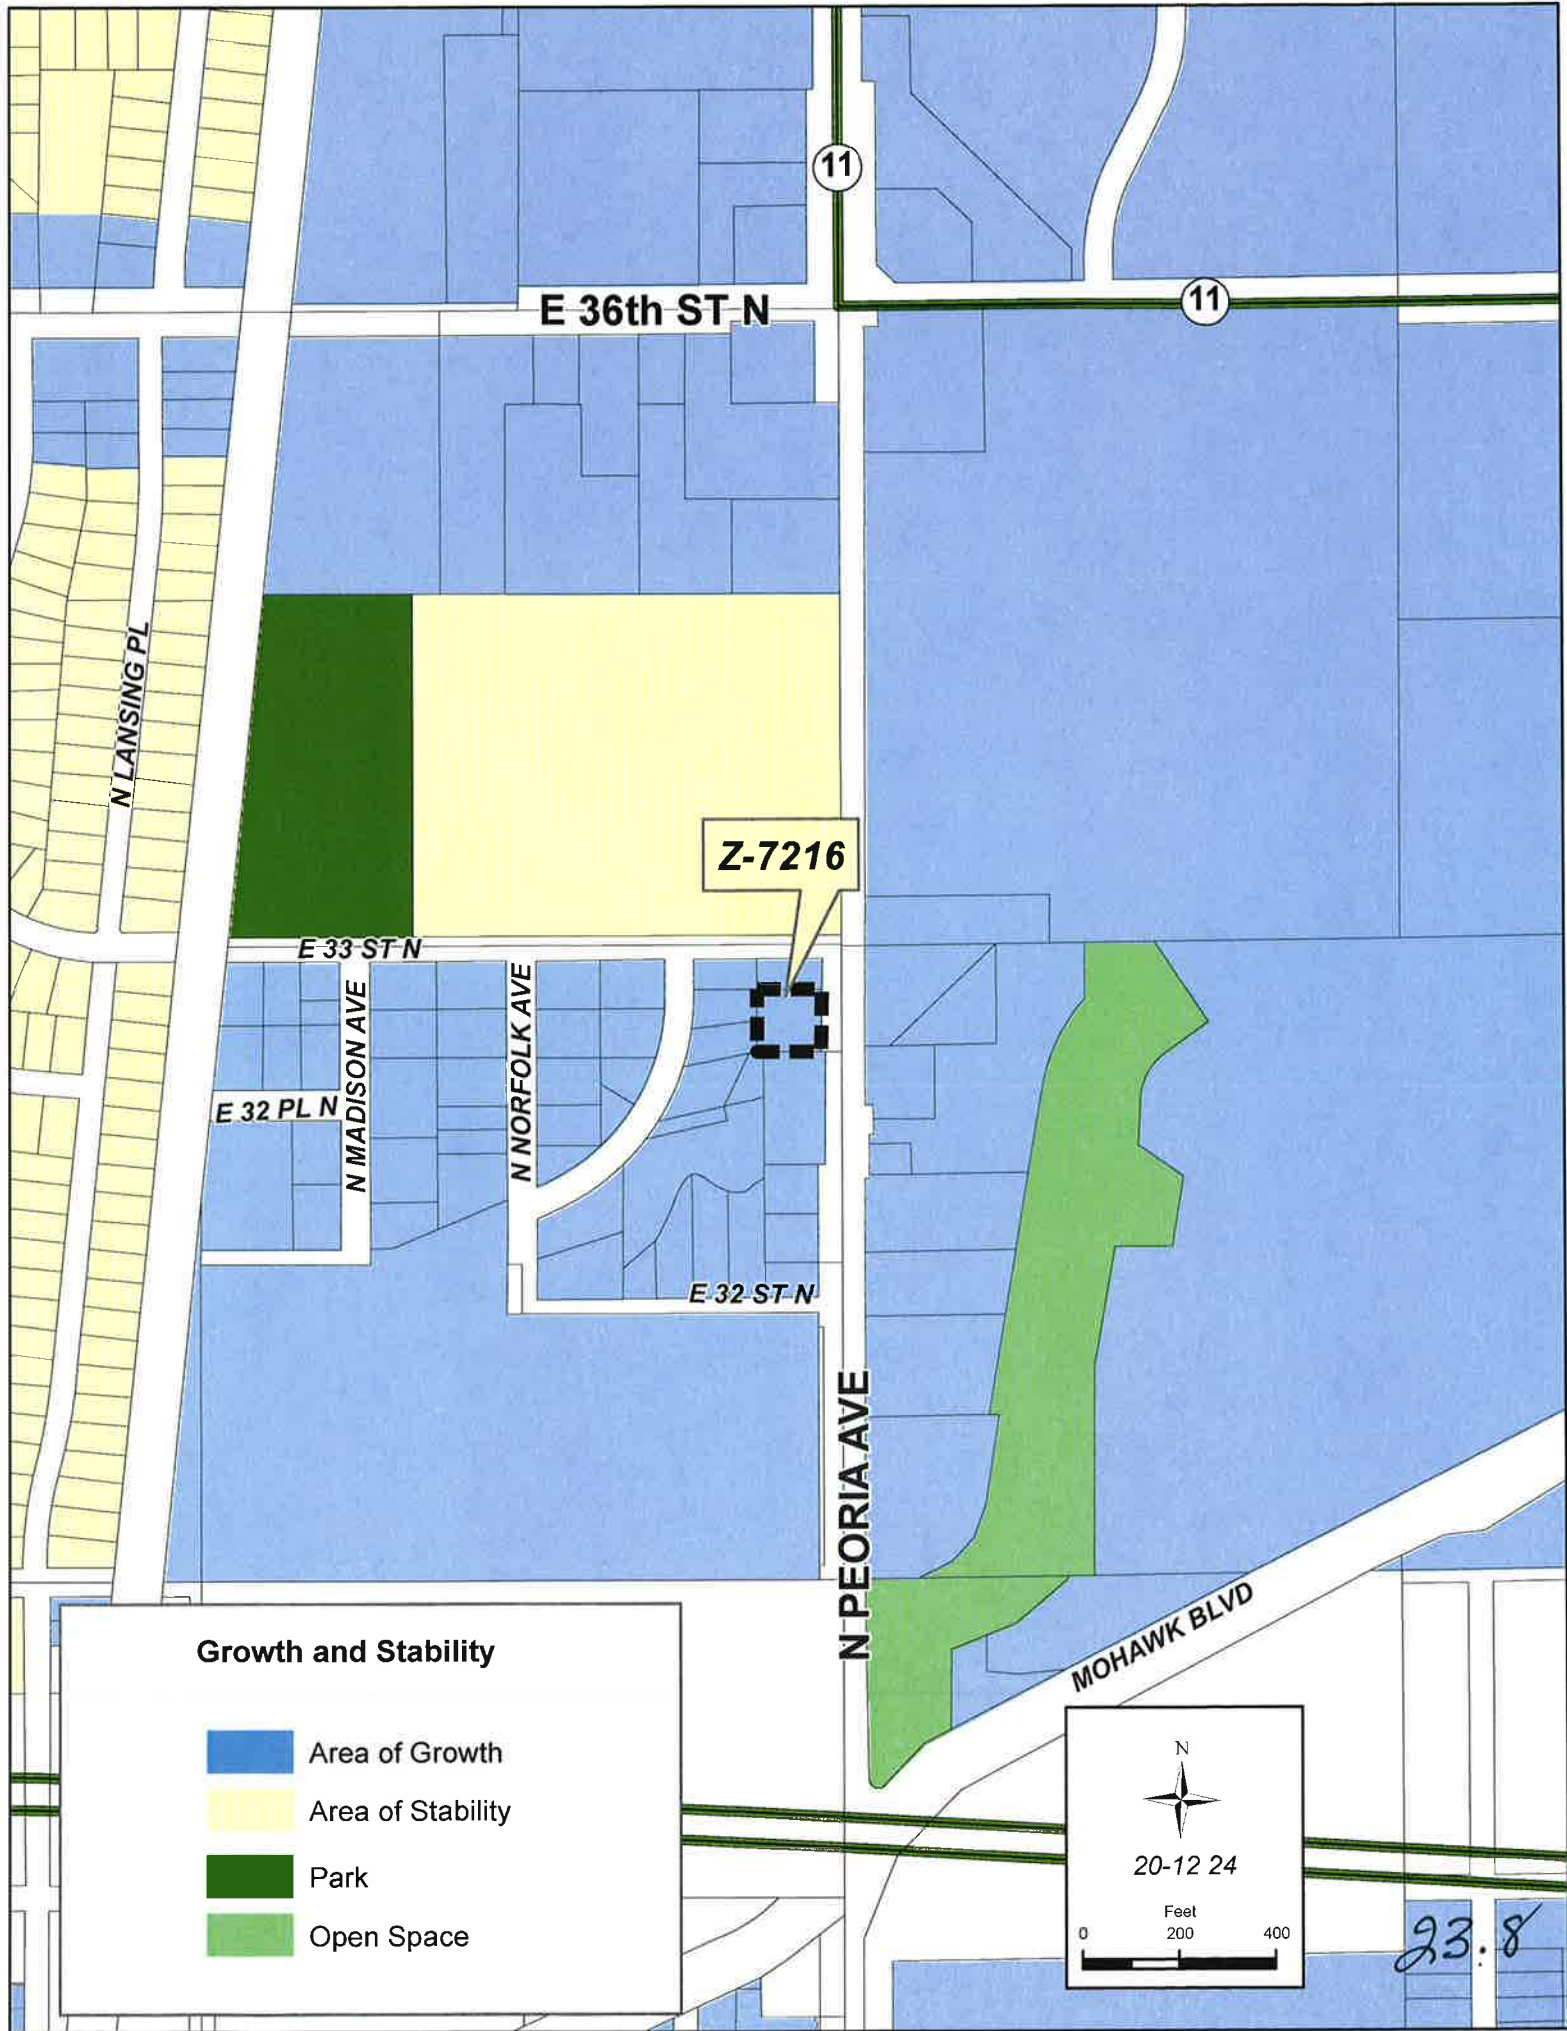 11
E 36th ST N
11
N LANSING PL
Z-7216
E 33 ST N
N MADISON AVE
N NORFOLK AVE
E 32 PL N
E 32 ST N
N PEORIA AVE
MOHAWK BLVD
Growth and Stability
Area of Growth
Area of Stability
Park
Open Space
N
20-12 24
Feet
0 200 400
23.8